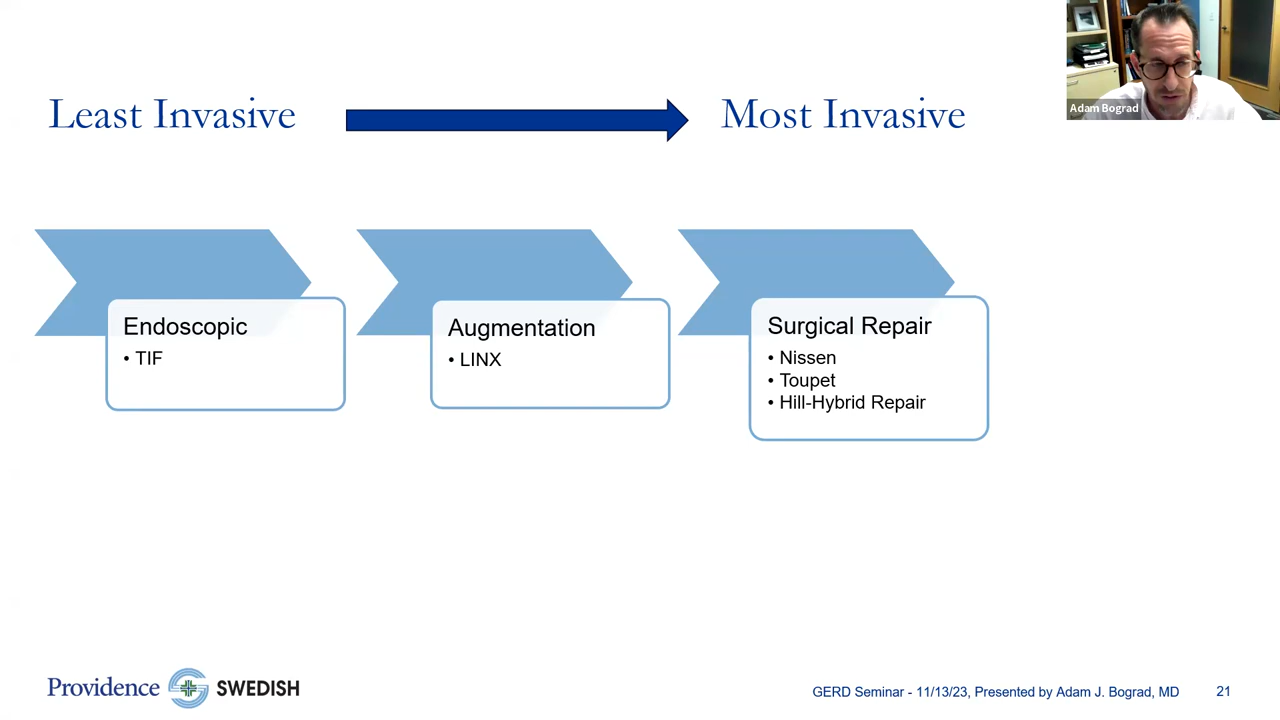 Least Invasive
Most Invasive
Adam Bograd
Endoscopic
• TIF
Augmentation
• LINX
Surgical Repair
• Nissen
• Toupet
• Hill-Hybrid Repair
Providence SWEDISH
GERD Seminar - 11/13/23, Presented by Adam J. Bograd, MD
21